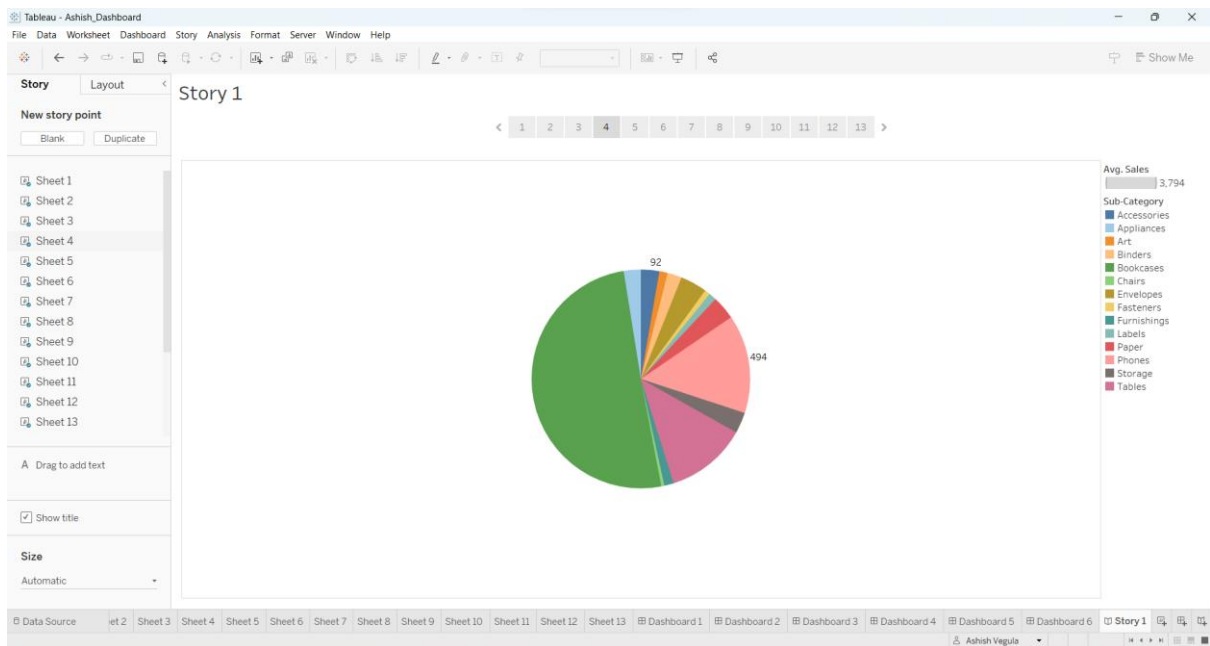 Tableau - Ashish_Dashboard
File Data Worksheet Dashboard Story Analysis Format Server Window Help
Show Me
Story Layout
Story 1
New story point
Blank Duplicate
1 2 3 4 5 6 7 8 9 10 11 12 13
Sheet 1
Sheet 2
Sheet 3
Sheet 4
Sheet 5
Sheet 6
Sheet 7
Sheet 8
Sheet 9
Sheet 10
Sheet 11
Sheet 12
Sheet 13
A Drag to add text
Show title
Size
Automatic
92
494
Avg. Sales
3,794
Sub-Category
Accessories
Appliances
Art
Binders
Bookcases
Chairs
Envelopes
Fasteners
Furnishings
Labels
Paper
Phones
Storage
Tables
Data Source et 2 Sheet 3 Sheet 4 Sheet 5 Sheet 6 Sheet 7 Sheet 8 Sheet 9 Sheet 10 Sheet 11 Sheet 12 Sheet 13 Dashboard 1 Dashboard 2 Dashboard 3 Dashboard 4 Dashboard 5 Dashboard 6 Story 1
Ashish Vegula